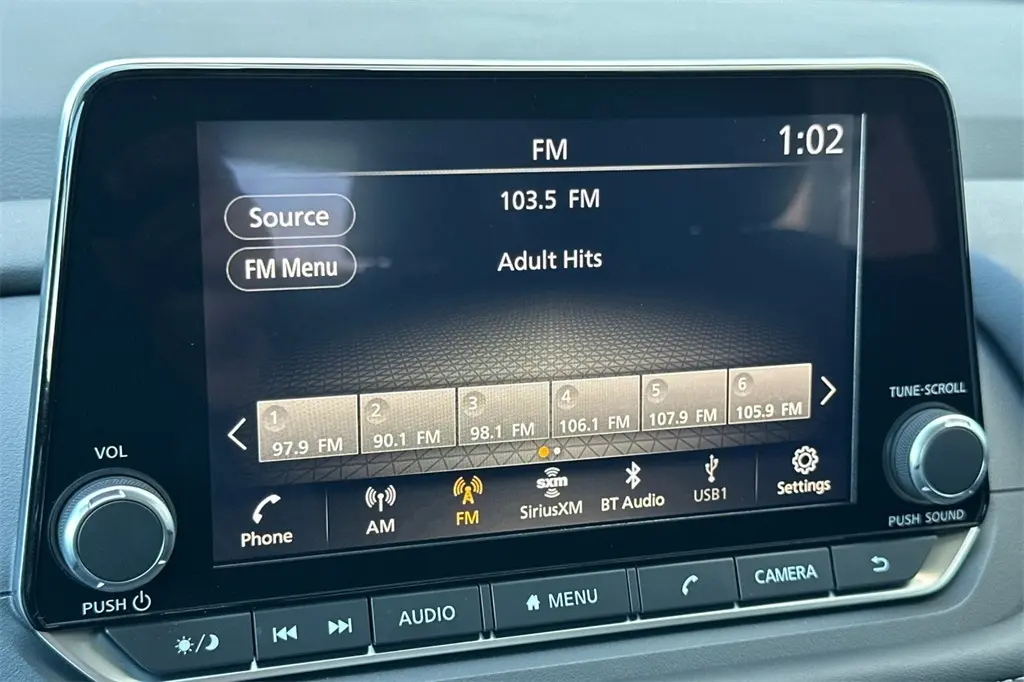 FM
1:02
103.5 FM
Source
FM Menu
Adult Hits
1
97.9 FM
2
90.1 FM
3
98.1 FM
4
106.1 FM
5
107.9 FM
6
105.9 FM
Phone
AM
FM
sxm
SiriusXM
BT Audio
USB1
Settings
VOL
PUSH
TUNE·SCROLL
PUSH SOUND
AUDIO
MENU
CAMERA